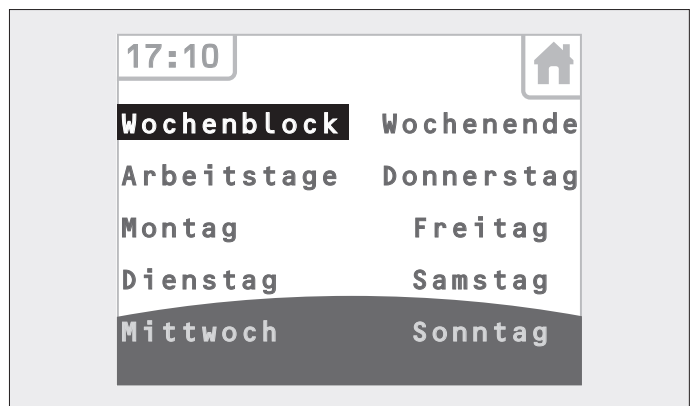 17:10
Wochenblock Wochenende
Arbeitstage Donnerstag
Montag Freitag
Dienstag Samstag
Mittwoch Sonntag